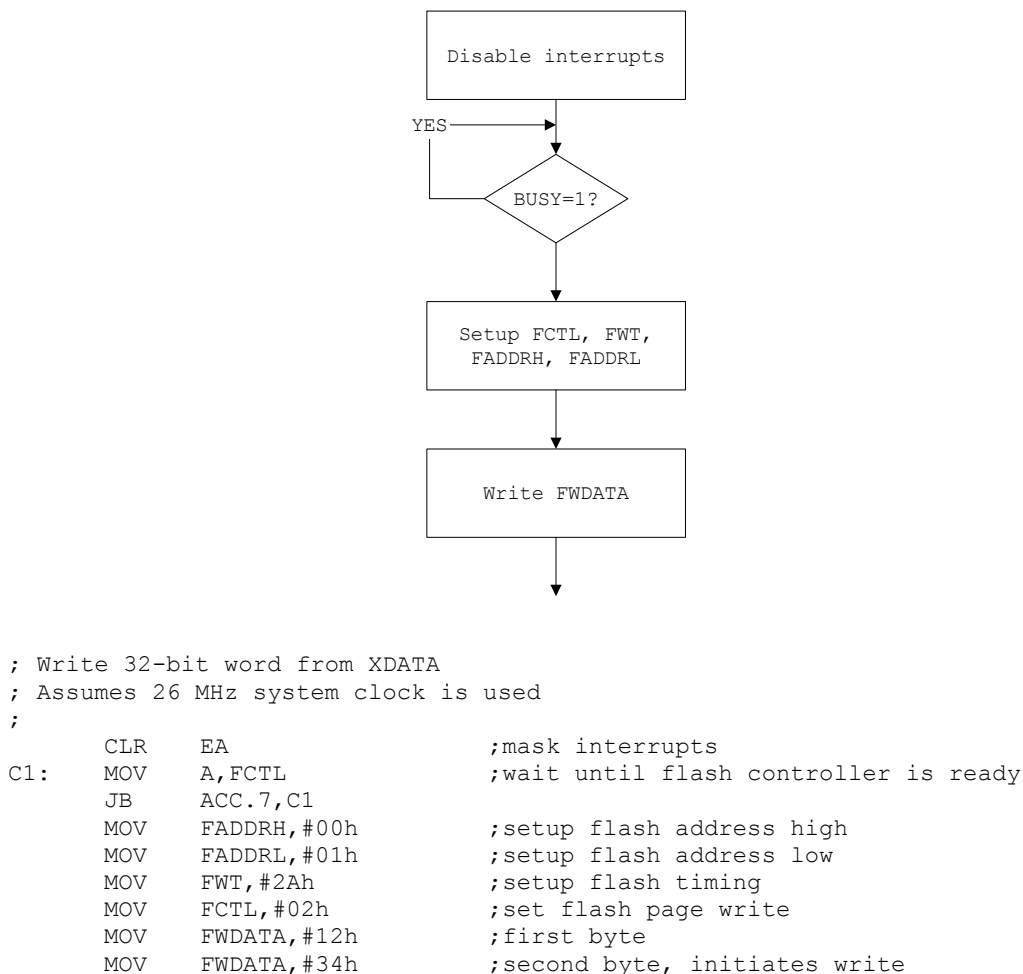 Disable interrupts
YES
BUSY=1?
Setup FCTL, FWT,
FADDRH, FADDRL
Write FWDATA
; Write 32-bit word from XDATA
; Assumes 26 MHz system clock is used
;
CLR EA ;mask interrupts
C1: MOV A,FCTL ;wait until flash controller is ready
JB ACC.7,C1
MOV FADDRH,#00h ;setup flash address high
MOV FADDRL,#01h ;setup flash address low
MOV FWT,#2Ah ;setup flash timing
MOV FCTL,#02h ;set flash page write
MOV FWDATA,#12h ;first byte
MOV FWDATA,#34h ;second byte, initiates write